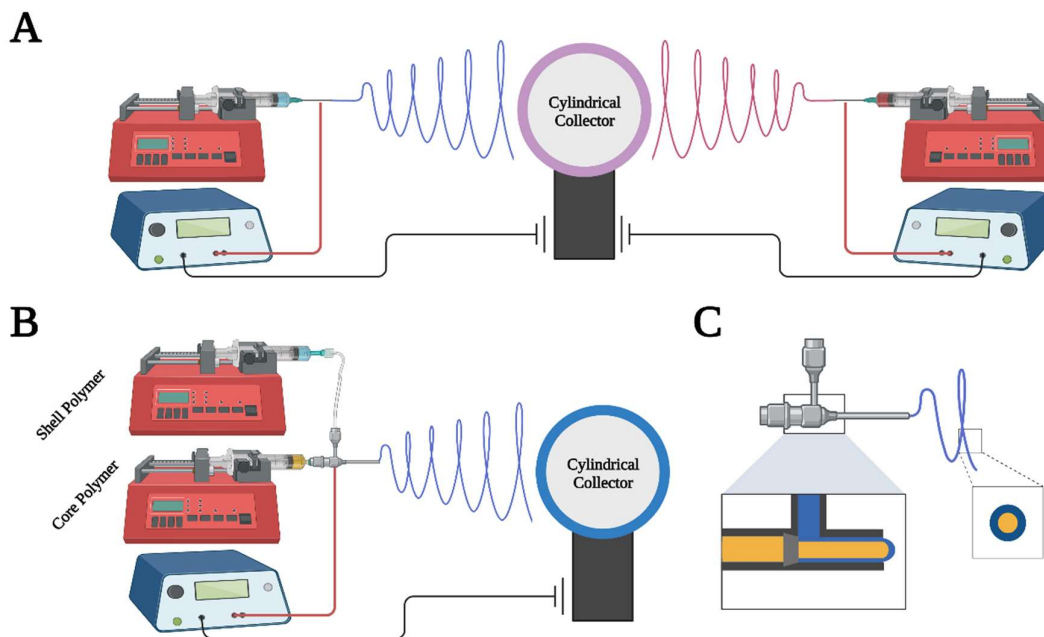 A
Cylindrical
Collector
B
Shell Polymer
Core Polymer
Cylindrical
Collector
C